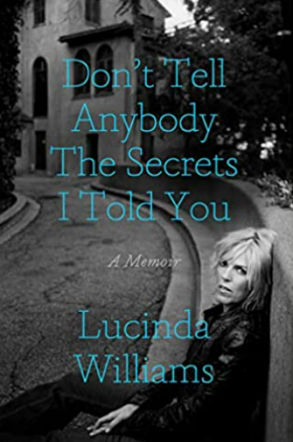 Don't Tell
Anybody
The Secrets
I Told You
A Memoir
Lucinda
Williams